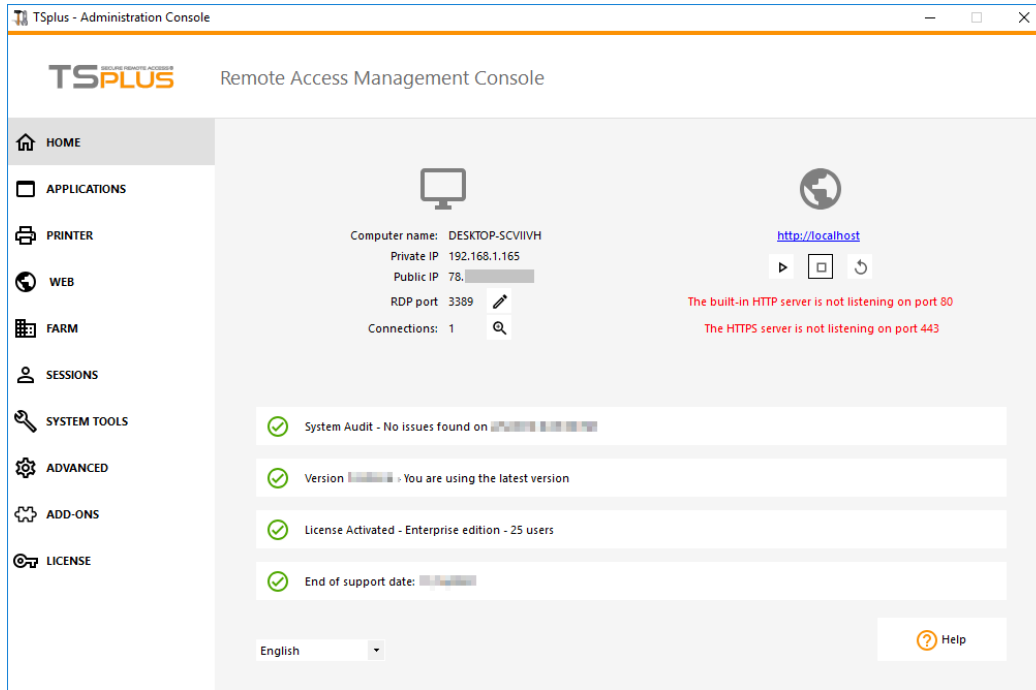 TSplus - Administration Console
SECURE REMOTE ACCESS
TSPLUS
Remote Access Management Console
HOME
APPLICATIONS
PRINTER
WEB
FARM
SESSIONS
SYSTEM TOOLS
ADVANCED
ADD-ONS
LICENSE
Computer name: DESKTOP-SCVIIVH
Private IP 192.168.1.165
Public IP 78.
RDP port 3389
Connections: 1
http://localhost
The built-in HTTP server is not listening on port 80
The HTTPS server is not listening on port 443
System Audit - No issues found on
Version - You are using the latest version
License Activated - Enterprise edition - 25 users
End of support date:
English
Help